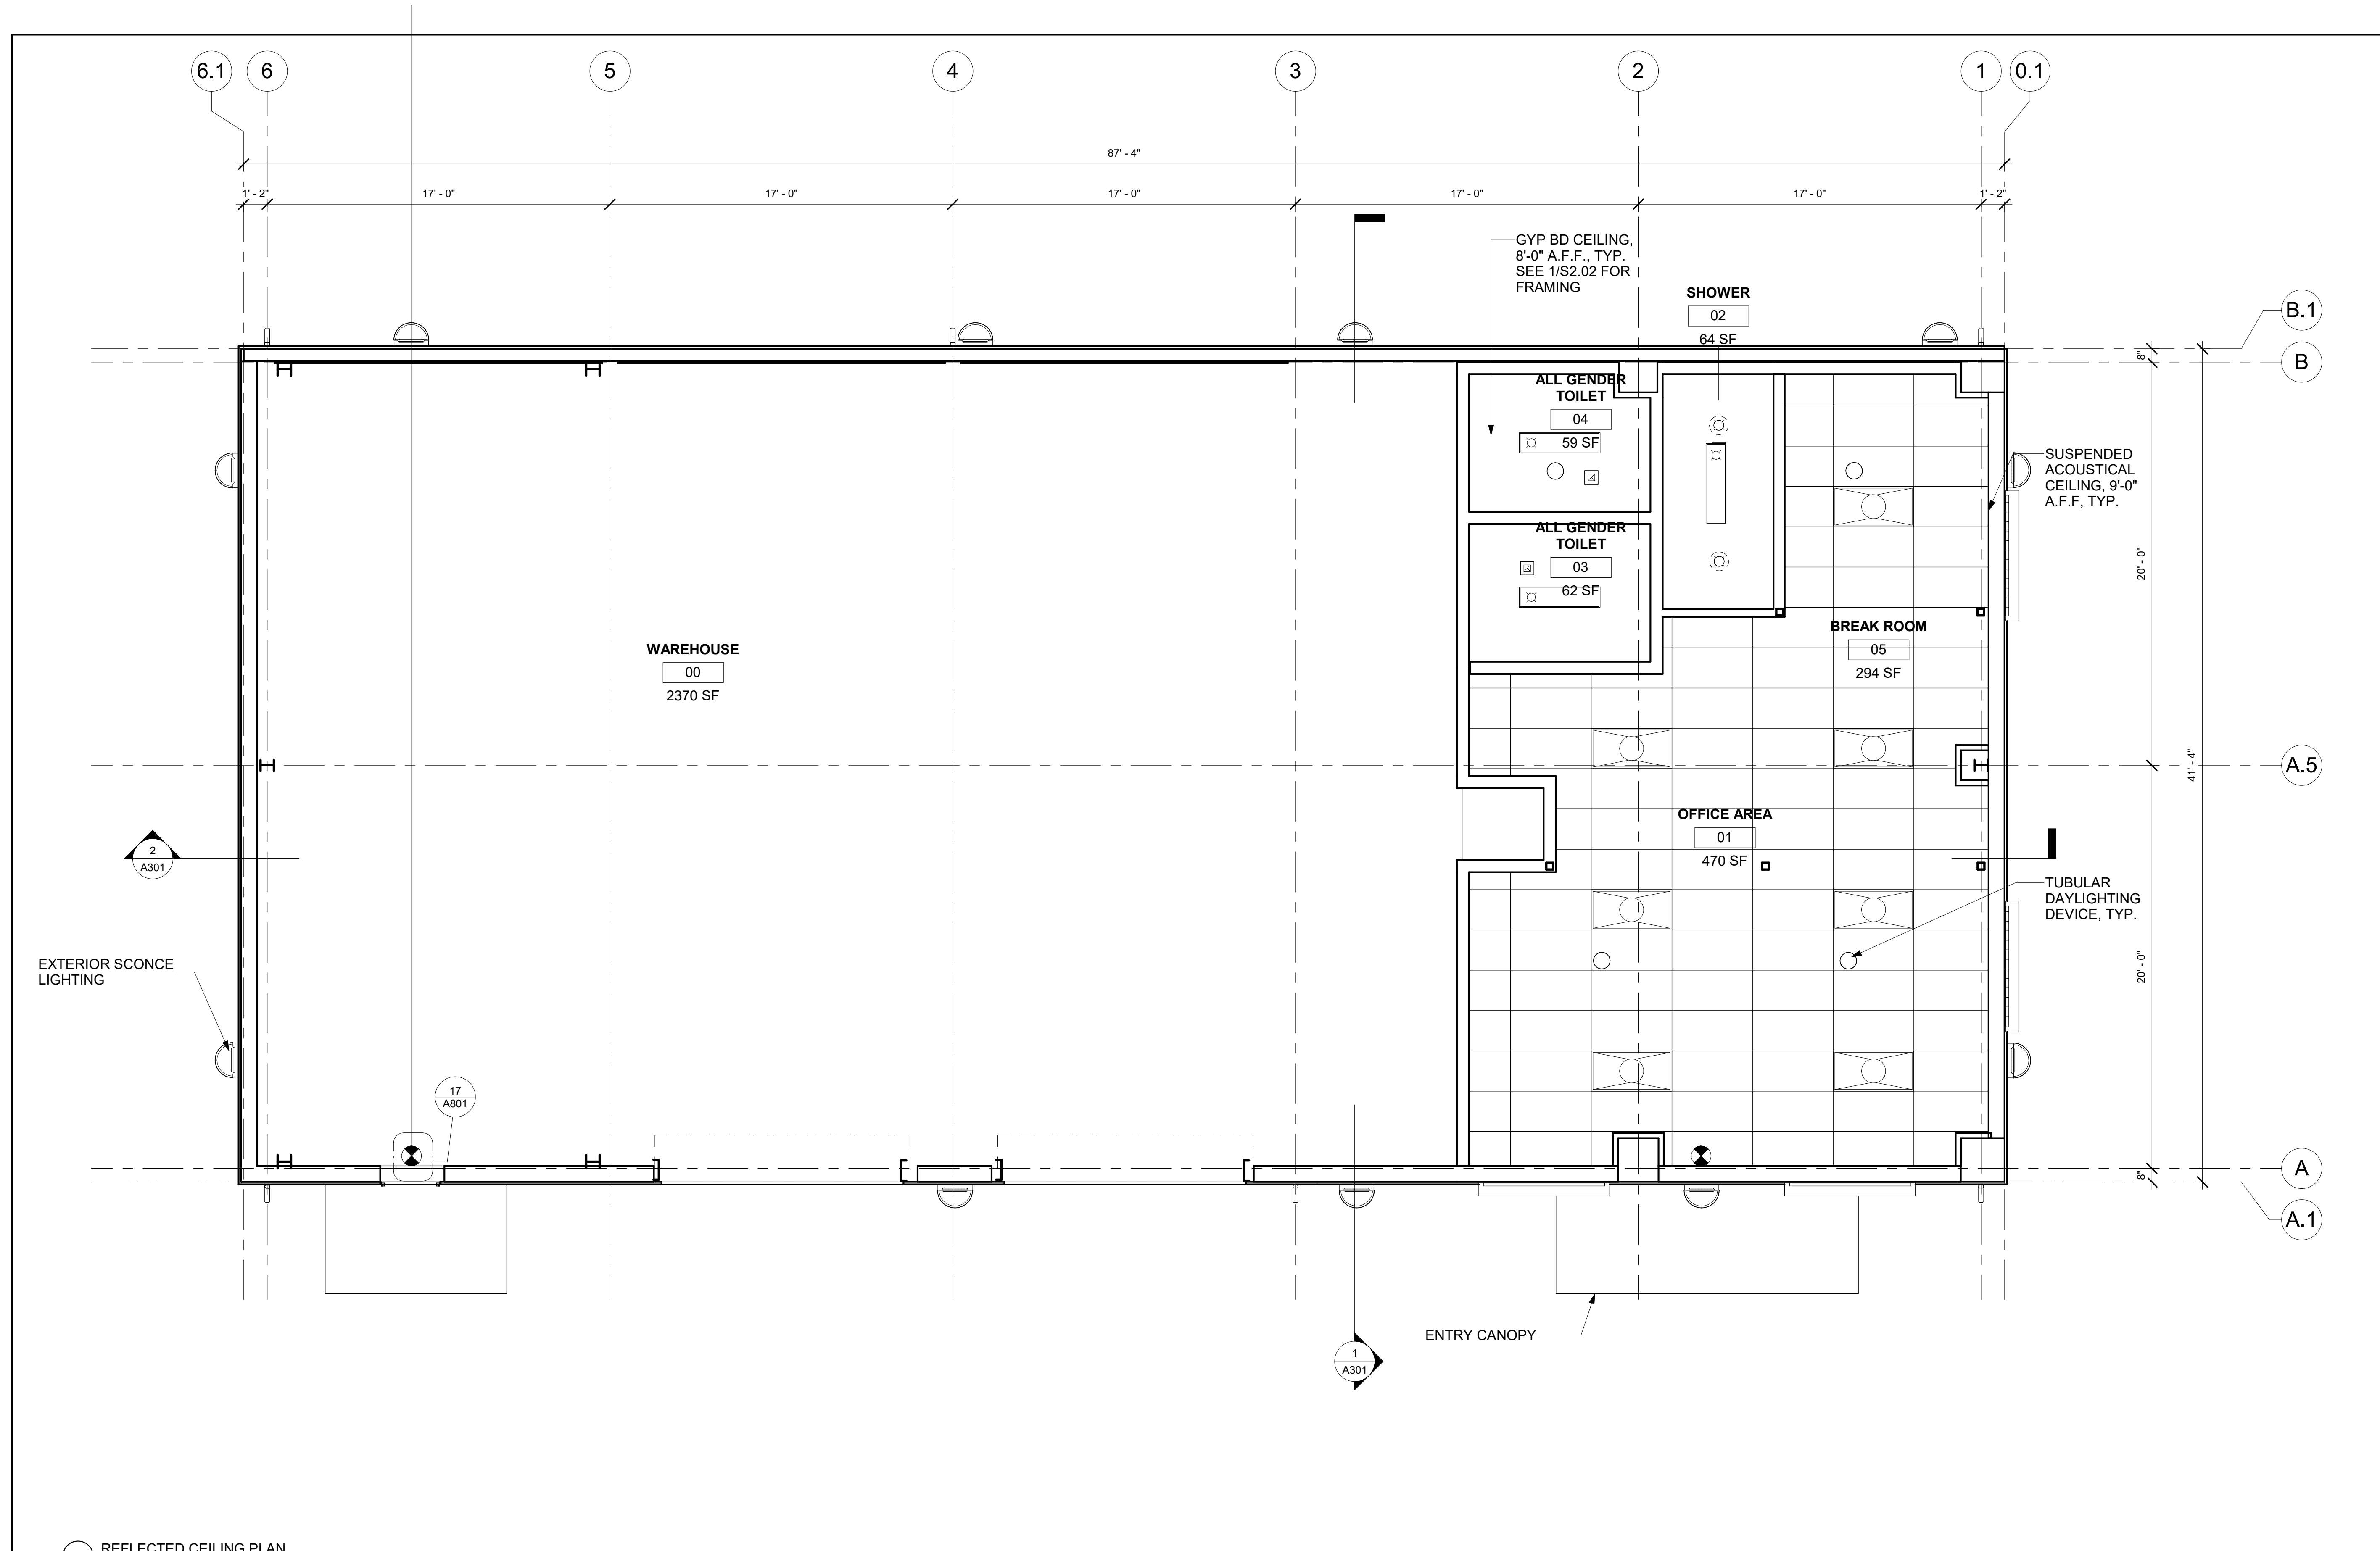 6.1
6
5
4
3
2
1
0.1
87' - 4"
1' - 2"
17' - 0"
17' - 0"
17' - 0"
17' - 0"
17' - 0"
1' - 2"
GYP BD CEILING,
8'-0" A.F.F., TYP.
SEE 1/S2.02 FOR
FRAMING
SHOWER
02
64 SF
B.1
B
8"
ALL GENDER
TOILET
04
59 SF
SUSPENDED
ACOUSTICAL
CEILING, 9'-0"
A.F.F, TYP.
ALL GENDER
TOILET
03
62 SF
20' - 0"
BREAK ROOM
05
294 SF
WAREHOUSE
00
2370 SF
41' - 4"
A.5
OFFICE AREA
01
470 SF
2
A301
TUBULAR
DAYLIGHTING
DEVICE, TYP.
EXTERIOR SCONCE
LIGHTING
20' - 0"
17
A801
A
8"
A.1
ENTRY CANOPY
1
A301
REFLECTED CEILING PLAN